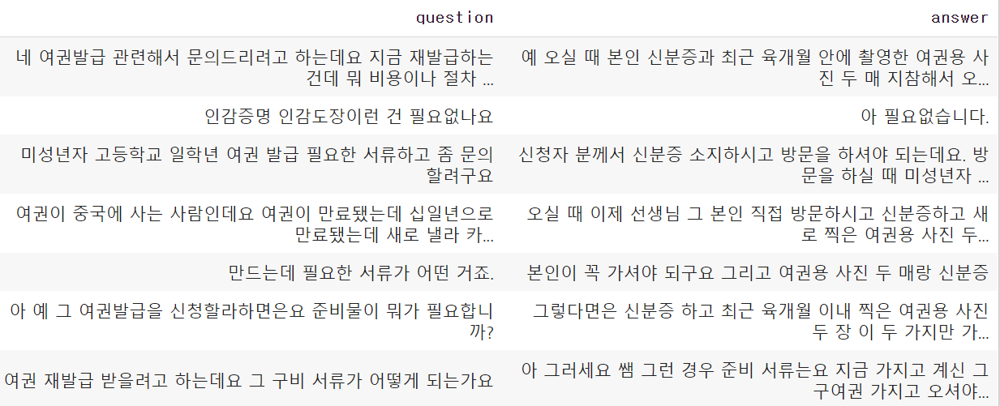 question answer
네 여권발급 관련해서 문의드리려고 하는데요 지금 재발급하는
건데 뭐 비용이나 절차 ...
예 오실 때 본인 신분증과 최근 육개월 안에 촬영한 여권용 사
진 두 매 지참해서 오...
인감증명 인감도장이런 건 필요없나요
아 필요없습니다.
미성년자 고등학교 일학년 여권 발급 필요한 서류하고 좀 문의
할려구요
신청자 분께서 신분증 소지하시고 방문을 하셔야 되는데요. 방
문을 하실 때 미성년자 ...
여권이 중국에 사는 사람인데요 여권이 만료됐는데 십일년으로
만료됐는데 새로 낼라 카...
오실 때 이제 선생님 그 본인 직접 방문하시고 신분증하고 새
로 찍은 여권용 사진 두...
만드는데 필요한 서류가 어떤 거죠.
본인이 꼭 가셔야 되구요 그리고 여권용 사진 두 매랑 신분증
아 예 그 여권발급을 신청할라하면은요 준비물이 뭐가 필요합니
까?
그렇다면은 신분증 하고 최근 육개월 이내 찍은 여권용 사진
두 장 이 두 가지만 가...
여권 재발급 받을려고 하는데요 그 구비 서류가 어떻게 되는가요
아 그러세요 쌤 그런 경우 준비 서류는요 지금 가지고 계신 그
구여권 가지고 오셔야...